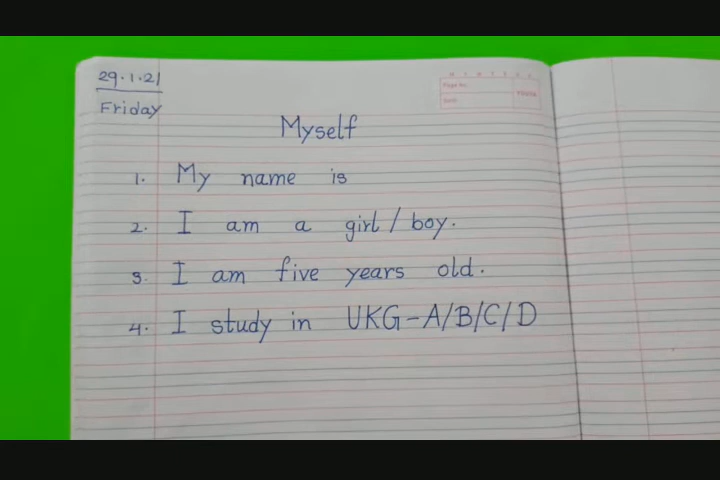 29.1.21
Friday
Myself
1. My name is
2. I am a girl/boy.
3. I am five years old.
4. I study in UKG-A/B/C/D